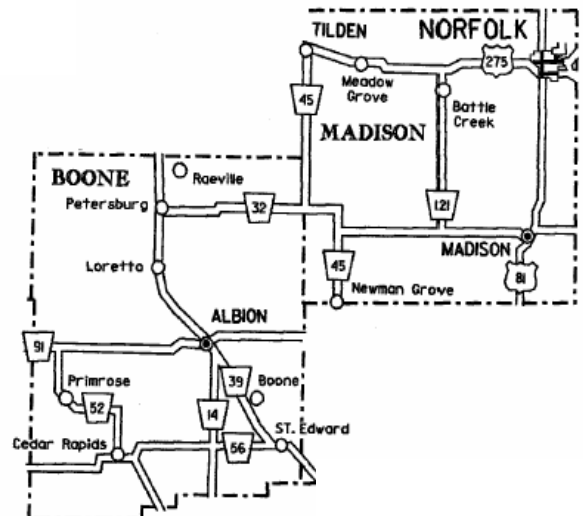 TILDEN
NORFOLK
275
Meadow
Grove
45
Battle
Creek
MADISON
BOONE
Raeville
Petersburg
32
121
MADISON
Loretto
45
81
Newman Grove
ALBION
91
Primrose
39
Boone
52
14
ST. Edward
Cedar Rapids
56